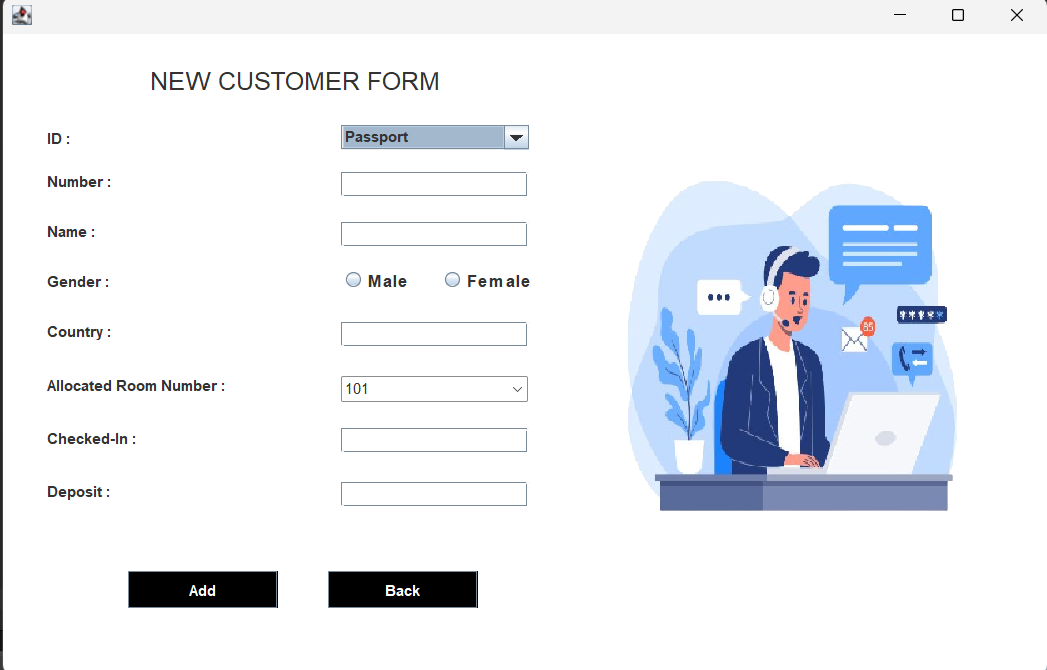 NEW CUSTOMER FORM
ID : Passport
Number :
Name :
Gender : Male Female
Country :
Allocated Room Number : 101
Checked-In :
Deposit :
Add Back